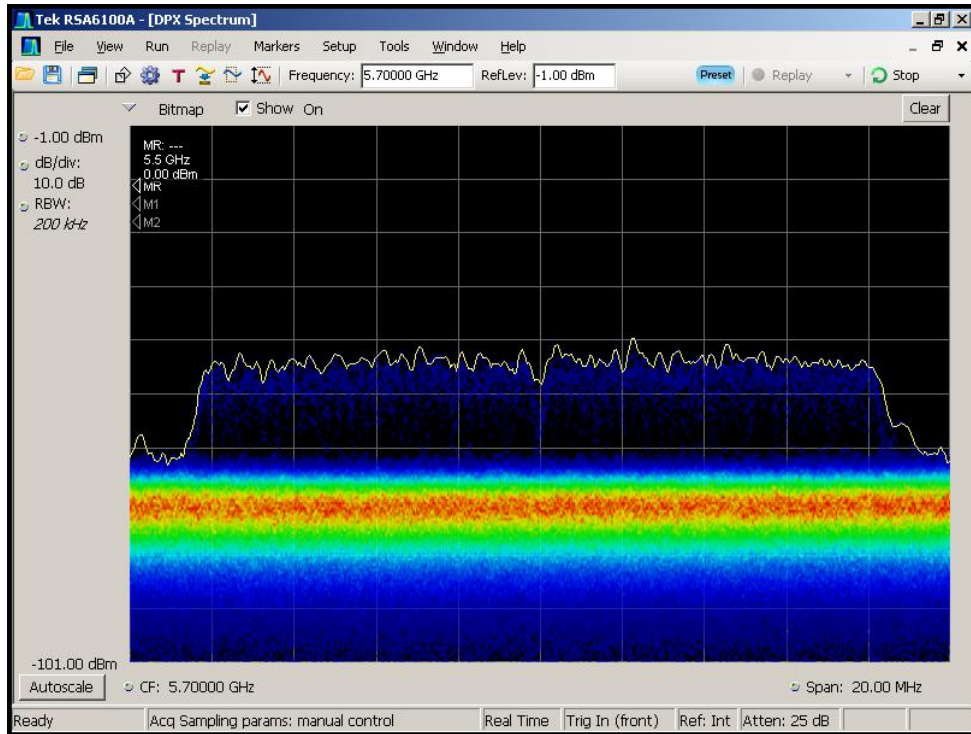 Tek RSA6100A - [DPX Spectrum]
File View Run Replay Markers Setup Tools Window Help
T Frequency: 5.70000 GHz RefLev: -1.00 dBm Preset Replay Stop
Bitmap Show On Clear
-1.00 dBm
dB/div:
10.0 dB
RBW:
200 kHz
MR: ---
5.5 GHz
0.00 dBm
MR
M1
M2
-101.00 dBm
Autoscale CF: 5.70000 GHz Span: 20.00 MHz
Ready Acq Sampling params: manual control Real Time Trig In (front) Ref: Int Atten: 25 dB